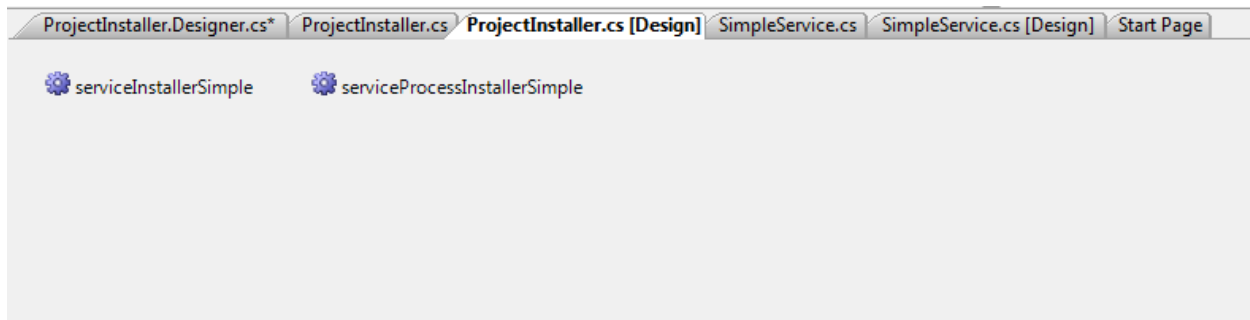 ProjectInstaller.Designer.cs* ProjectInstaller.cs ProjectInstaller.cs [Design] SimpleService.cs SimpleService.cs [Design] Start Page
serviceInstallerSimple serviceProcessInstallerSimple